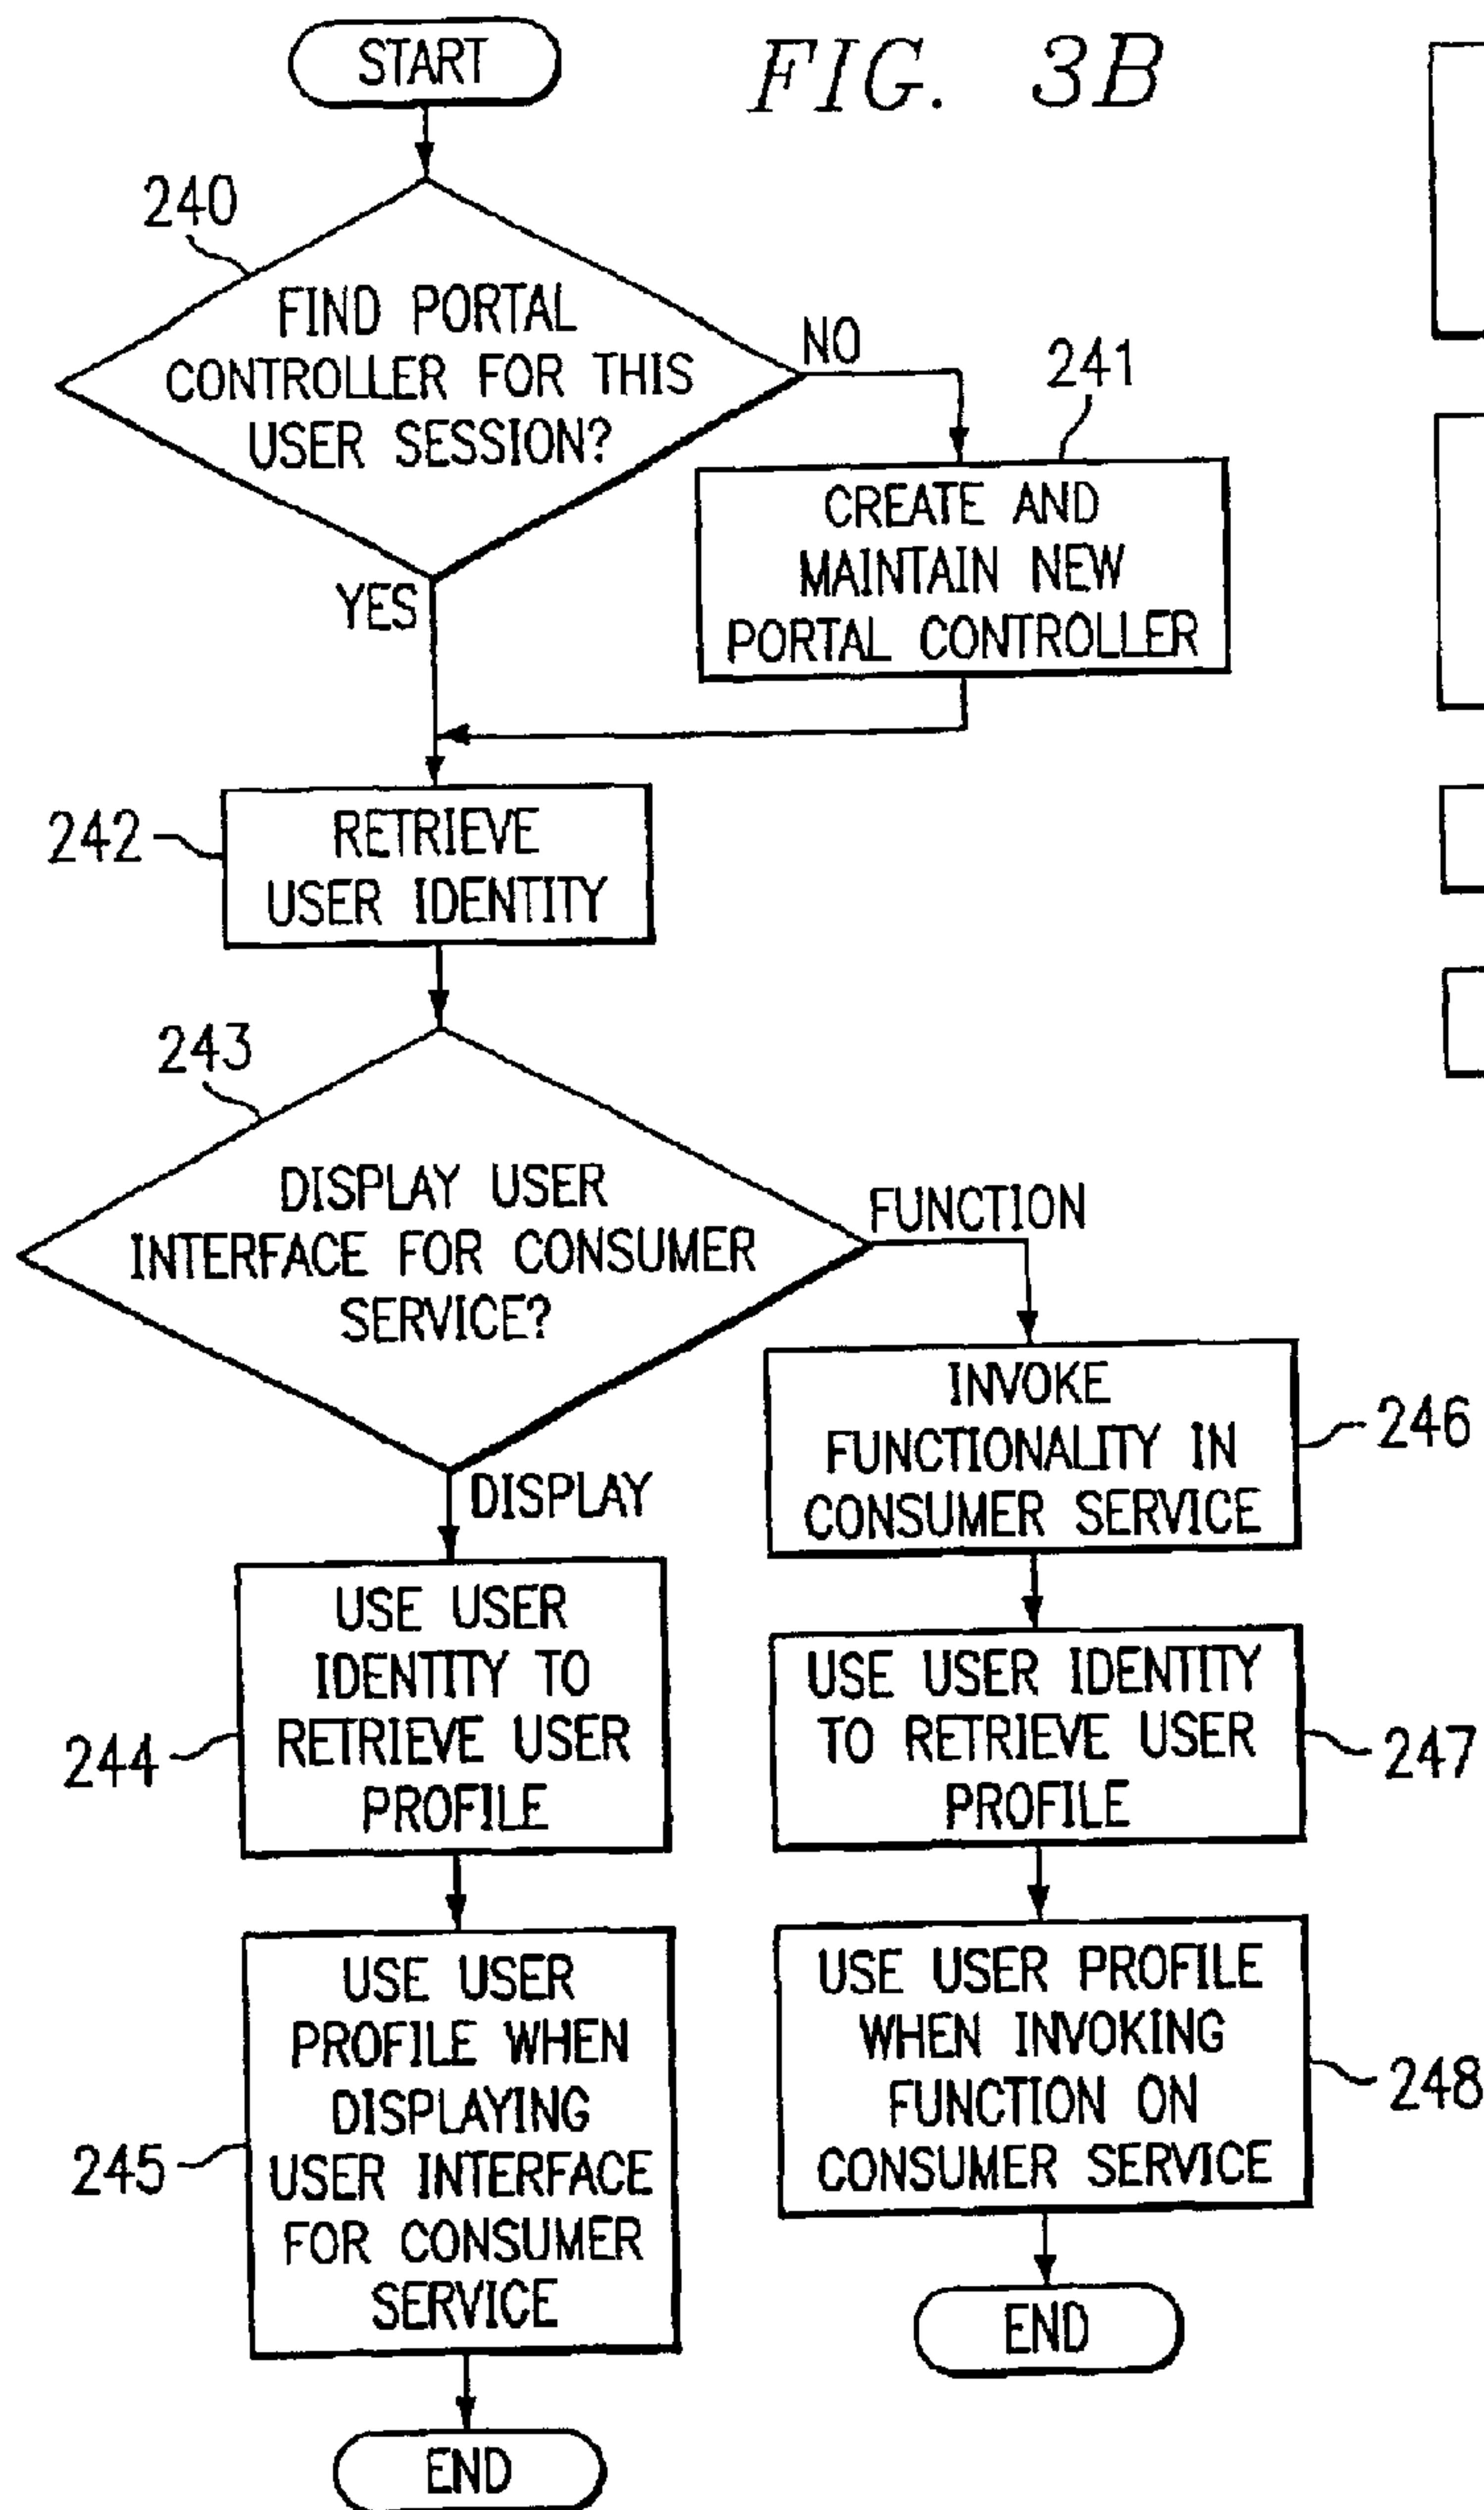 START
FIG. 3B
240
FIND PORTAL
CONTROLLER FOR THIS
USER SESSION?
NO
241
CREATE AND
MAINTAIN NEW
PORTAL CONTROLLER
YES
242
RETRIEVE
USER IDENTITY
243
DISPLAY USER
INTERFACE FOR CONSUMER
SERVICE?
FUNCTION
INVOKE
FUNCTIONALITY IN
CONSUMER SERVICE
246
DISPLAY
USE USER
IDENTITY TO
RETRIEVE USER
PROFILE
244
USE USER IDENTITY
TO RETRIEVE USER
PROFILE
247
USE USER
PROFILE WHEN
DISPLAYING
USER INTERFACE
FOR CONSUMER
SERVICE
245
USE USER PROFILE
WHEN INVOKING
FUNCTION ON
CONSUMER SERVICE
248
END
END